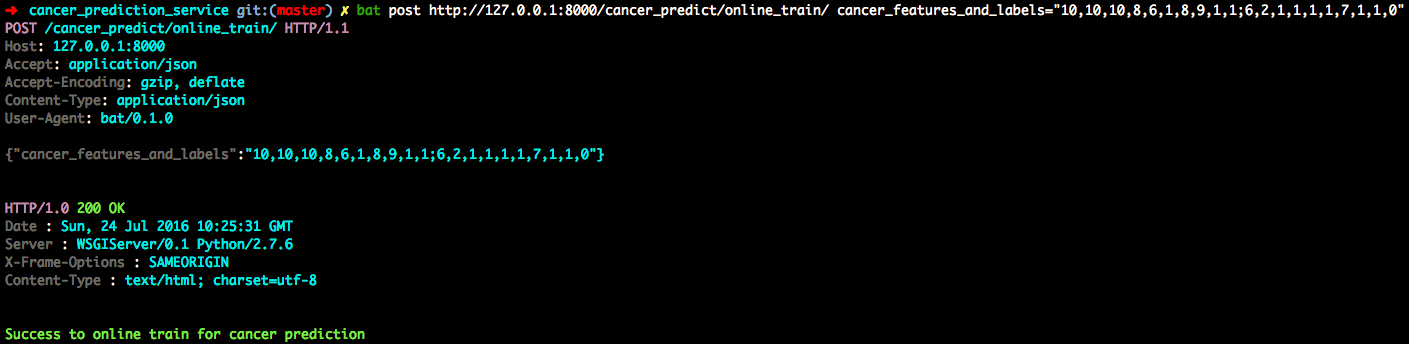 ➜ cancer_prediction_service git:(master) ✗ bat post http://127.0.0.1:8000/cancer_predict/online_train/ cancer_features_and_labels="10,10,10,8,6,1,8,9,1,1;6,2,1,1,1,1,7,1,1,0"
POST /cancer_predict/online_train/ HTTP/1.1
Host: 127.0.0.1:8000
Accept: application/json
Accept-Encoding: gzip, deflate
Content-Type: application/json
User-Agent: bat/0.1.0
{"cancer_features_and_labels":"10,10,10,8,6,1,8,9,1,1;6,2,1,1,1,1,7,1,1,0"}
HTTP/1.0 200 OK
Date : Sun, 24 Jul 2016 10:25:31 GMT
Server : WSGIServer/0.1 Python/2.7.6
X-Frame-Options : SAMEORIGIN
Content-Type : text/html; charset=utf-8
Success to online train for cancer prediction